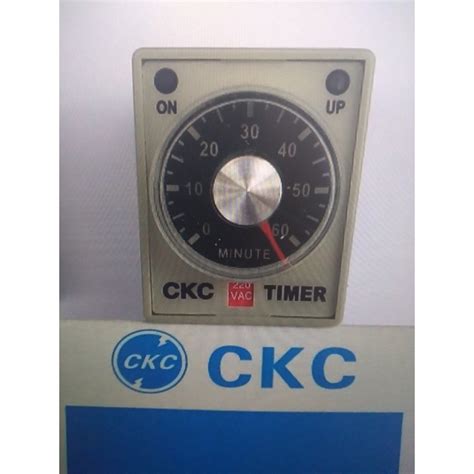 ON UP
30
20 40
10 50
0 60
MINUTE
CKC 220 VAC TIMER
CKC CKC